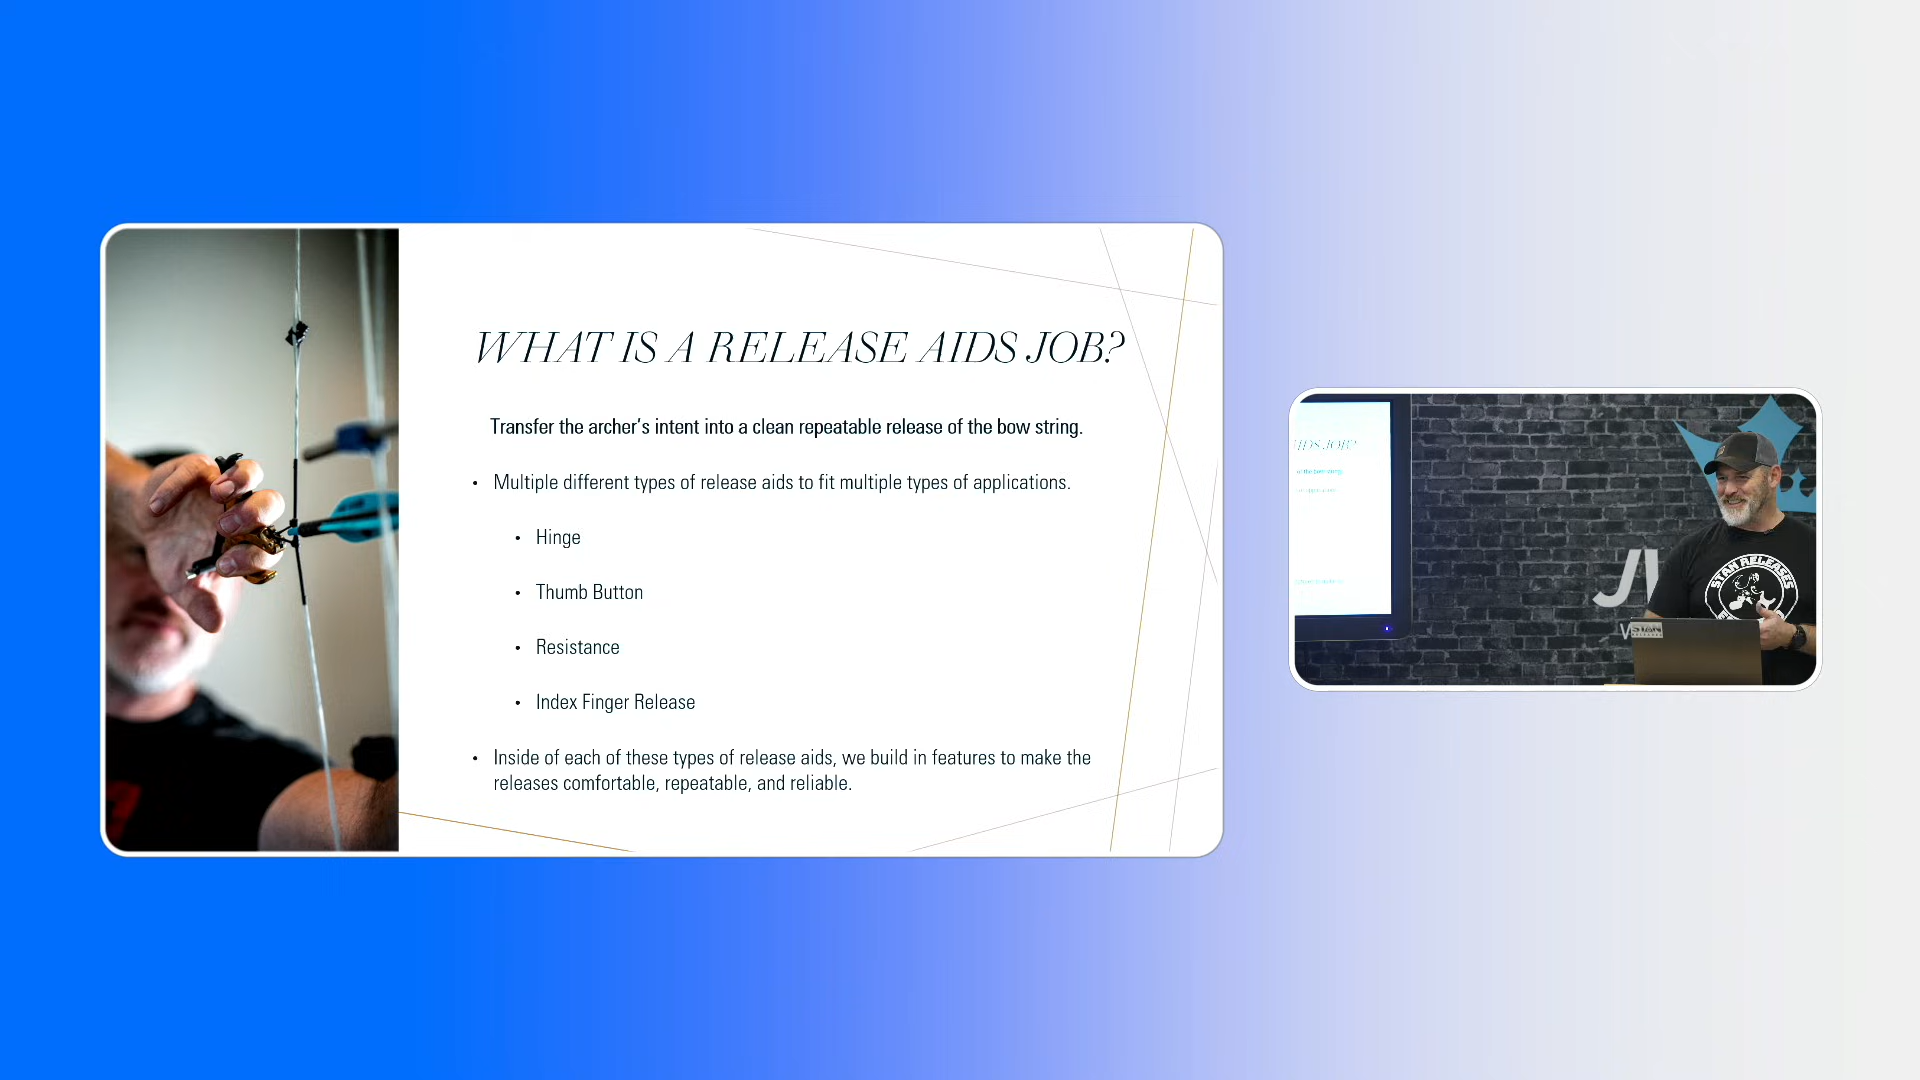 WHAT IS A RELEASE AIDS JOB?
Transfer the archer's intent into a clean repeatable release of the bow string.
• Multiple different types of release aids to fit multiple types of applications.
• Hinge
• Thumb Button
• Resistance
• Index Finger Release
• Inside of each of these types of release aids, we build in features to make the
releases comfortable, repeatable, and reliable.
AIDS JOB?
STAN RELEASES
STAN